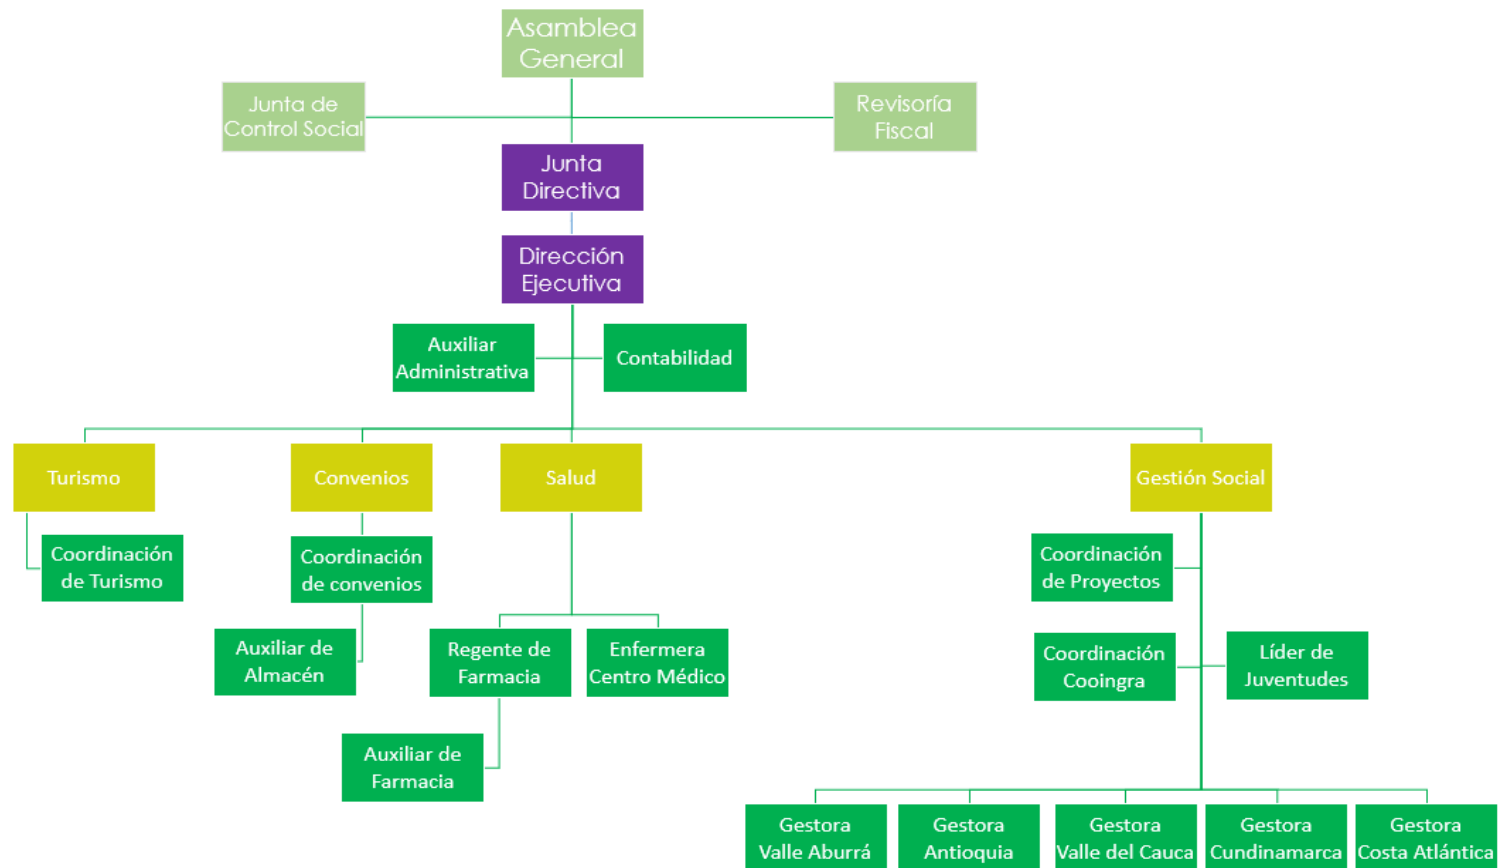 Asamblea
General
Junta de
Control Social
Revisoría
Fiscal
Junta
Directiva
Dirección
Ejecutiva
Auxiliar
Administrativa
Contabilidad
Turismo
Convenios
Salud
Gestión Social
Coordinación
de Turismo
Coordinación
de convenios
Coordinación
de Proyectos
Auxiliar de
Almacén
Regente de
Farmacia
Enfermera
Centro Médico
Coordinación
Cooingra
Líder de
Juventudes
Auxiliar de
Farmacia
Gestora
Valle Aburrá
Gestora
Antioquia
Gestora
Valle del Cauca
Gestora
Cundinamarca
Gestora
Costa Atlántica